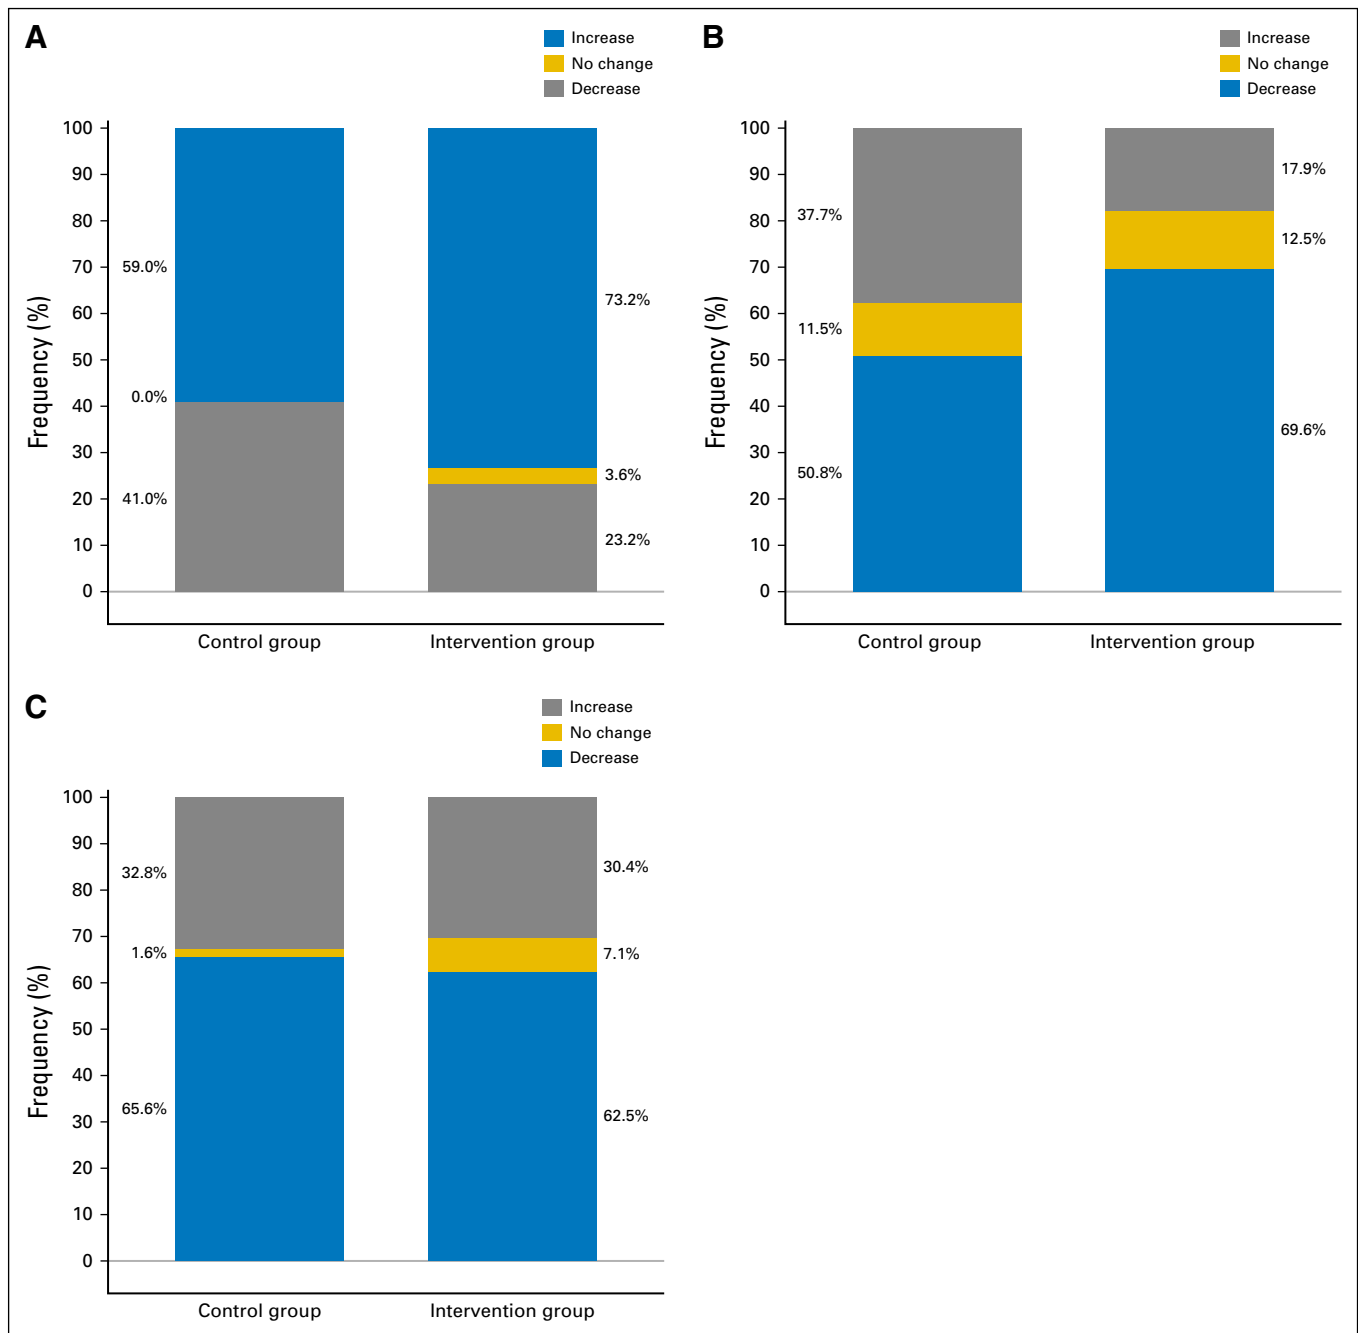 A
Increase
No change
Decrease
100
90
80
70
60
50
40
30
20
10
0
Frequency (%)
59.0%
0.0%
41.0%
73.2%
3.6%
23.2%
Control group
Intervention group
B
Increase
No change
Decrease
100
90
80
70
60
50
40
30
20
10
0
Frequency (%)
37.7%
11.5%
50.8%
17.9%
12.5%
69.6%
Control group
Intervention group
C
Increase
No change
Decrease
100
90
80
70
60
50
40
30
20
10
0
Frequency (%)
32.8%
1.6%
65.6%
30.4%
7.1%
62.5%
Control group
Intervention group